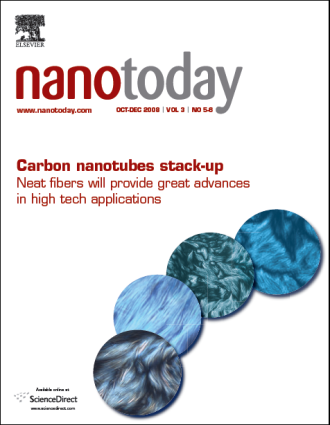 ELSEVIER
nanotoday
www.nanotoday.com
OCT-DEC 2008 | VOL 3 | NO 5-6
Carbon nanotubes stack-up
Neat fibers will provide great advances
in high tech applications
Available online at
ScienceDirect
www.sciencedirect.com